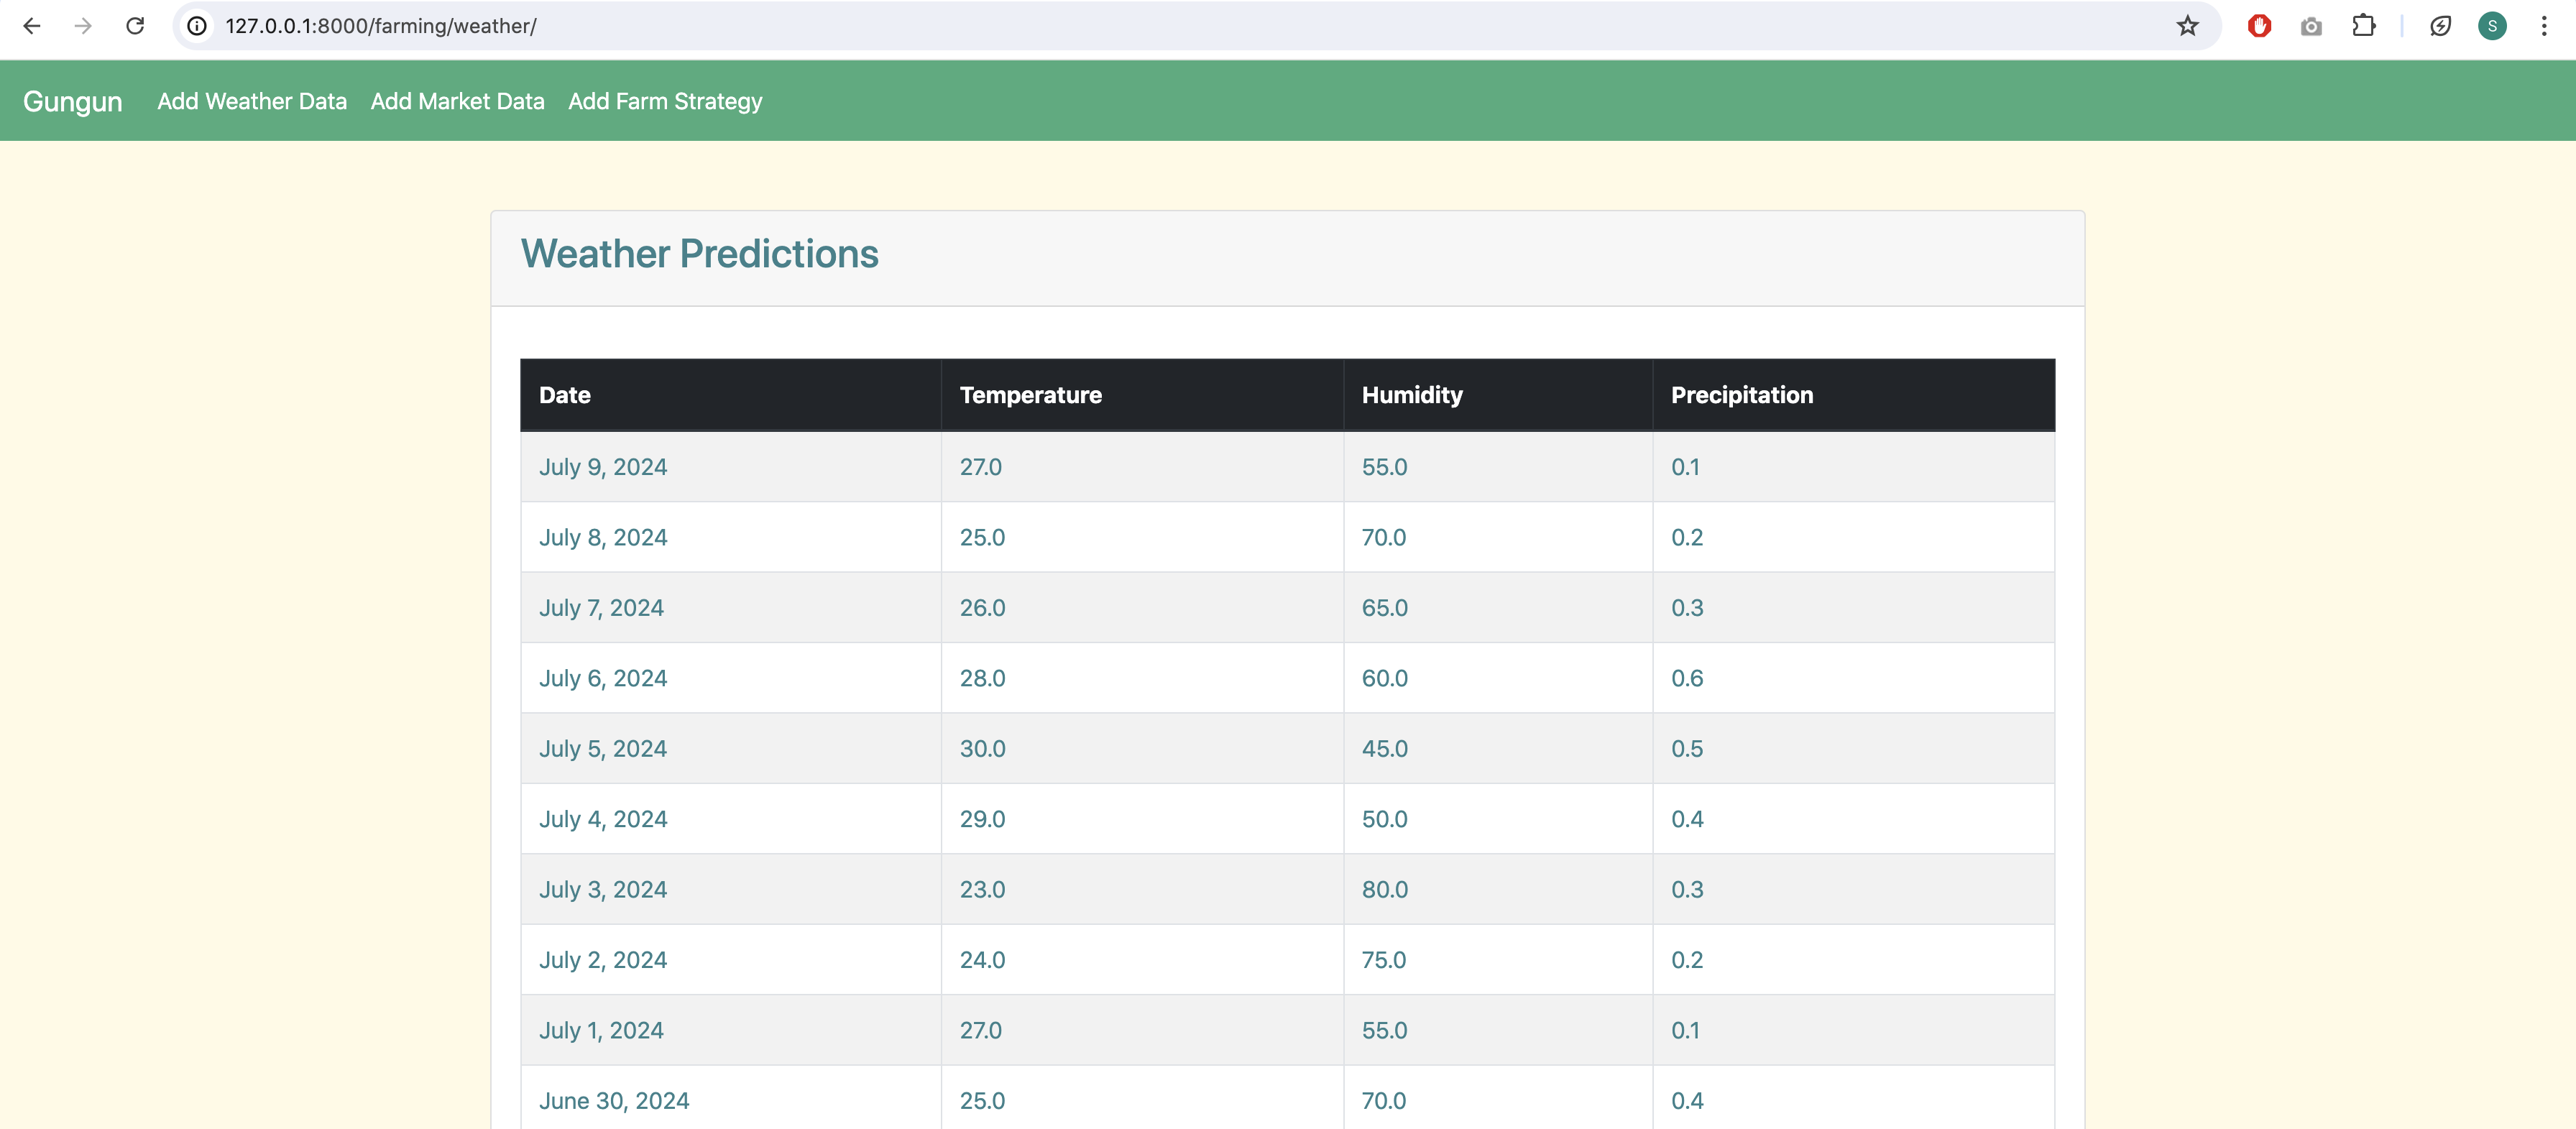 127.0.0.1:8000/farming/weather/
S
Gungun Add Weather Data Add Market Data Add Farm Strategy
Weather Predictions
Date Temperature Humidity Precipitation
July 9, 2024 27.0 55.0 0.1
July 8, 2024 25.0 70.0 0.2
July 7, 2024 26.0 65.0 0.3
July 6, 2024 28.0 60.0 0.6
July 5, 2024 30.0 45.0 0.5
July 4, 2024 29.0 50.0 0.4
July 3, 2024 23.0 80.0 0.3
July 2, 2024 24.0 75.0 0.2
July 1, 2024 27.0 55.0 0.1
June 30, 2024 25.0 70.0 0.4